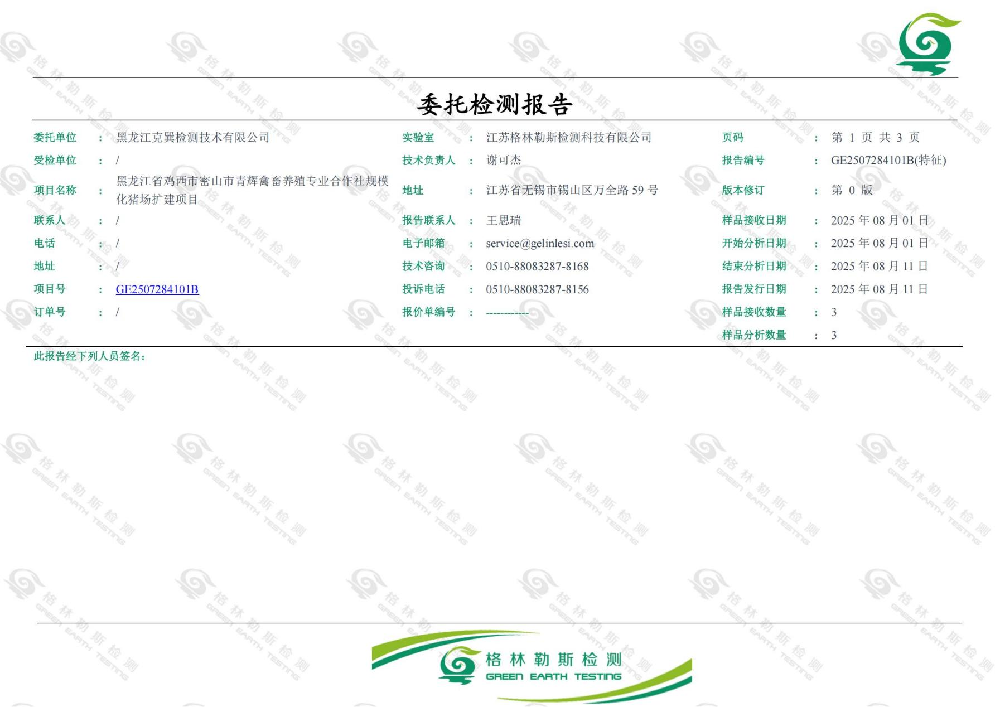 委托检测报告
委托单位 : 黑龙江克巽检测技术有限公司 实验室 : 江苏格林勒斯检测科技有限公司 页码 : 第 1 页 共 3 页
受检单位 : / 技术负责人 : 谢可杰 报告编号 : GE2507284101B(特征)
项目名称 : 黑龙江省鸡西市密山市青辉禽畜养殖专业合作社规模
化猪场扩建项目 地址 : 江苏省无锡市锡山区万全路 59 号 版本修订 : 第 0 版
联系人 : / 报告联系人 : 王思瑞 样品接收日期 : 2025 年 08 月 01 日
电话 : / 电子邮箱 : service@gelinlesi.com 开始分析日期 : 2025 年 08 月 01 日
地址 : / 技术咨询 : 0510-88083287-8168 结束分析日期 : 2025 年 08 月 11 日
项目号 : GE2507284101B 投诉电话 : 0510-88083287-8156 报告发行日期 : 2025 年 08 月 11 日
订单号 : / 报价单编号 : ------------ 样品接收数量 : 3
样品分析数量 : 3
此报告经下列人员签名：
格林勒斯检测
GREEN EARTH TESTING